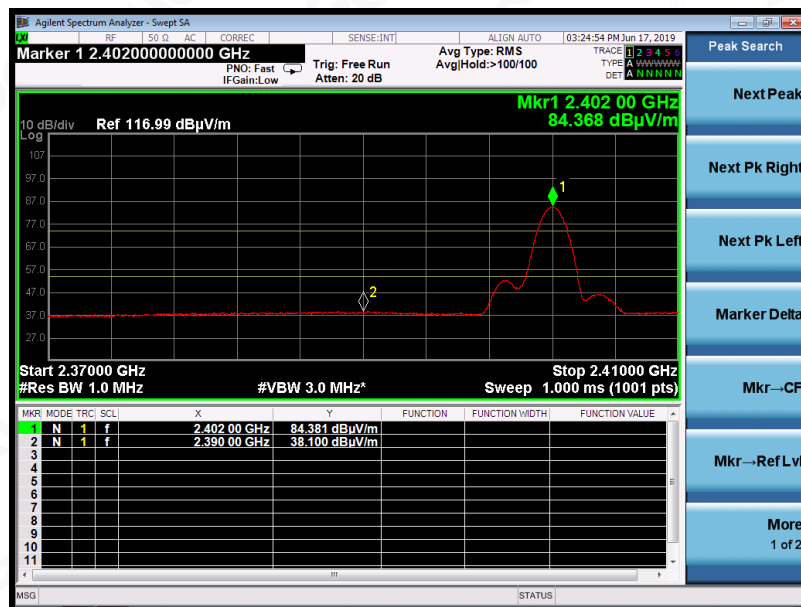 Agilent Spectrum Analyzer - Swept SA
LXI RF 50 Ω AC CORREC SENSE:INT ALIGN AUTO 03:24:54 PM Jun 17, 2019
Marker 1 2.402000000000 GHz
PNO: Fast
IFGain:Low
Trig: Free Run
Atten: 20 dB
Avg Type: RMS
Avg|Hold:>100/100
TRACE 1 2 3 4 5 6
TYPE A WWWWW
DET A N N N N N
Mkr1 2.402 00 GHz
84.368 dBµV/m
10 dB/div Ref 116.99 dBµV/m
Log
107
97.0
87.0
77.0
67.0
57.0
47.0
37.0
27.0
1
2
Start 2.37000 GHz Stop 2.41000 GHz
#Res BW 1.0 MHz #VBW 3.0 MHz* Sweep 1.000 ms (1001 pts)
MKR MODE TRC SCL X Y FUNCTION FUNCTION WIDTH FUNCTION VALUE
1 N 1 f 2.402 00 GHz 84.381 dBµV/m
2 N 1 f 2.390 00 GHz 38.100 dBµV/m
3
4
5
6
7
8
9
10
11
MSG STATUS
Peak Search
Next Peak
Next Pk Right
Next Pk Left
Marker Delta
Mkr→CF
Mkr→Ref Lvl
More
1 of 2